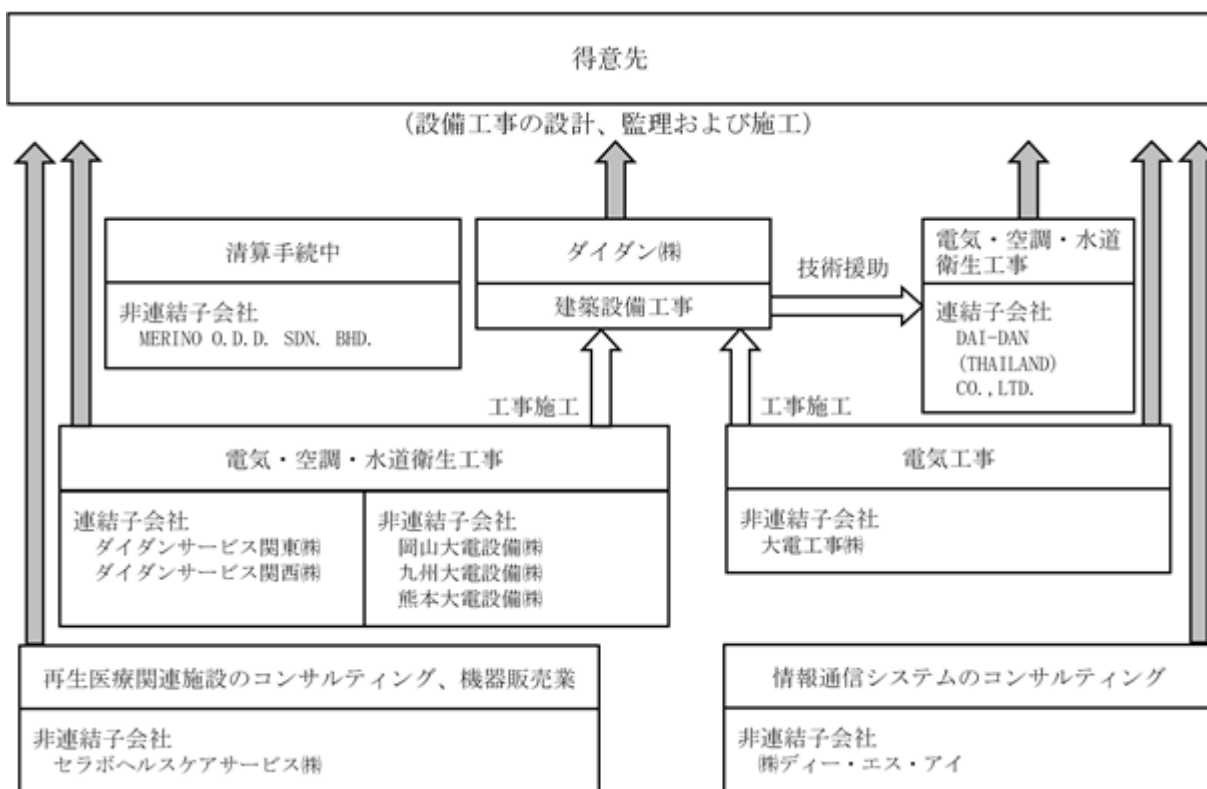 得意先
(設備工事の設計、監理および施工)
清算手続中
非連結子会社
MERINO O.D.D. SDN. BHD.
ダイダン㈱
建築設備工事
技術援助
電気・空調・水道
衛生工事
連結子会社
DAI-DAN
(THAILAND)
CO.,LTD.
工事施工
工事施工
電気・空調・水道衛生工事
連結子会社
ダイダンサービス関東㈱
ダイダンサービス関西㈱
非連結子会社
岡山大電設備㈱
九州大電設備㈱
熊本大電設備㈱
電気工事
非連結子会社
大電工事㈱
再生医療関連施設のコンサルティング、機器販売業
非連結子会社
セラボヘルスケアサービス㈱
情報通信システムのコンサルティング
非連結子会社
㈱ディー・エス・アイ